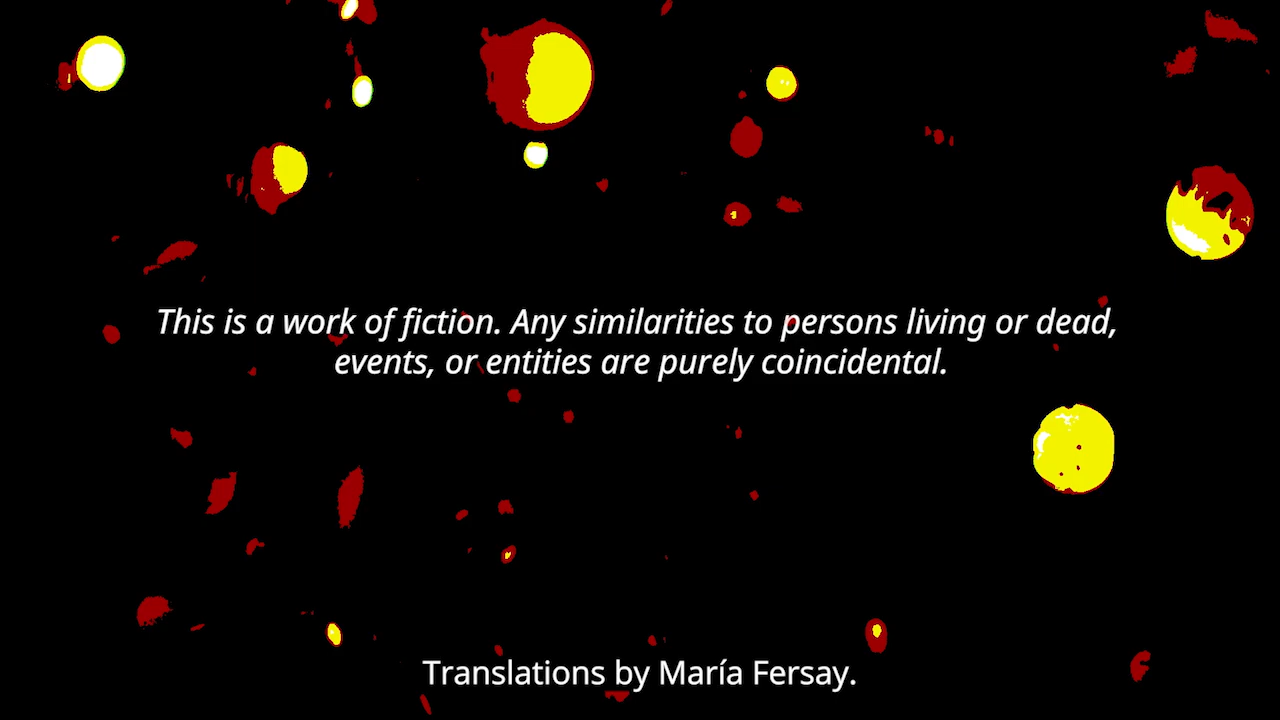 This is a work of fiction. Any similarities to persons living or dead,
events, or entities are purely coincidental.
Translations by María Fersay.